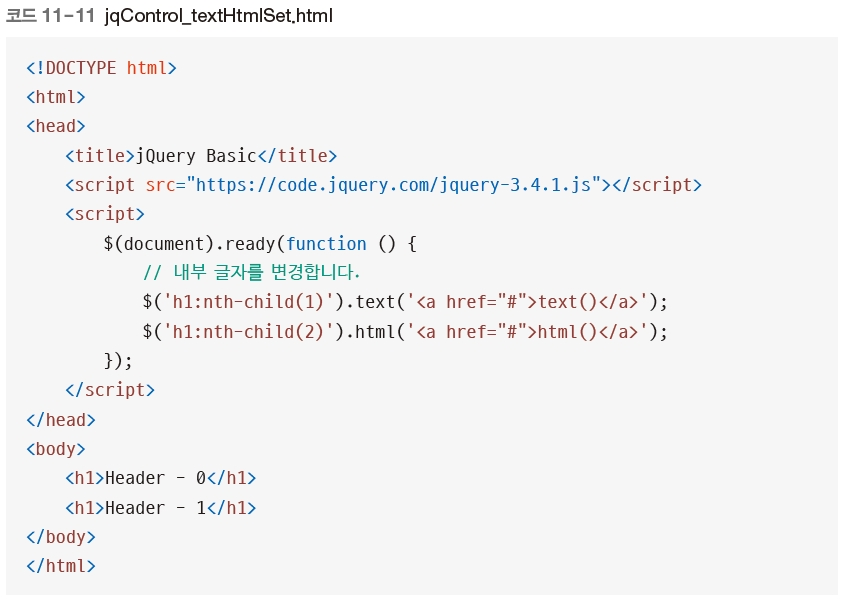 코드 11-11 jqControl_textHtmlSet.html
<!DOCTYPE html>
<html>
<head>
    <title>jQuery Basic</title>
    <script src="https://code.jquery.com/jquery-3.4.1.js"></script>
    <script>
        $(document).ready(function () {
            // 내부 글자를 변경합니다.
            $('h1:nth-child(1)').text('<a href="#">text()</a>');
            $('h1:nth-child(2)').html('<a href="#">html()</a>');
        });
    </script>
</head>
<body>
    <h1>Header - 0</h1>
    <h1>Header - 1</h1>
</body>
</html>